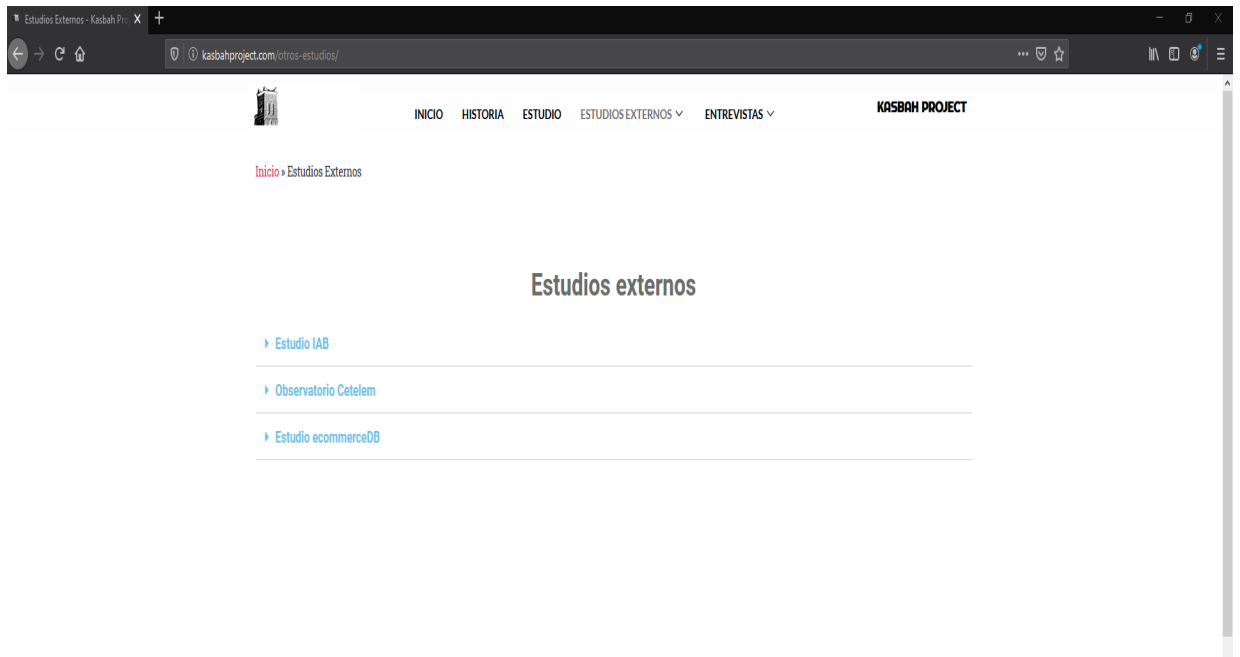 Estudios Externos - Kasbah Pro
kasbahproject.com/otros-estudios/
INICIO HISTORIA ESTUDIO ESTUDIOS EXTERNOS ENTREVISTAS KASBAH PROJECT
Inicio » Estudios Externos
Estudios externos
Estudio IAB
Observatorio Cetelem
Estudio ecommerceDB